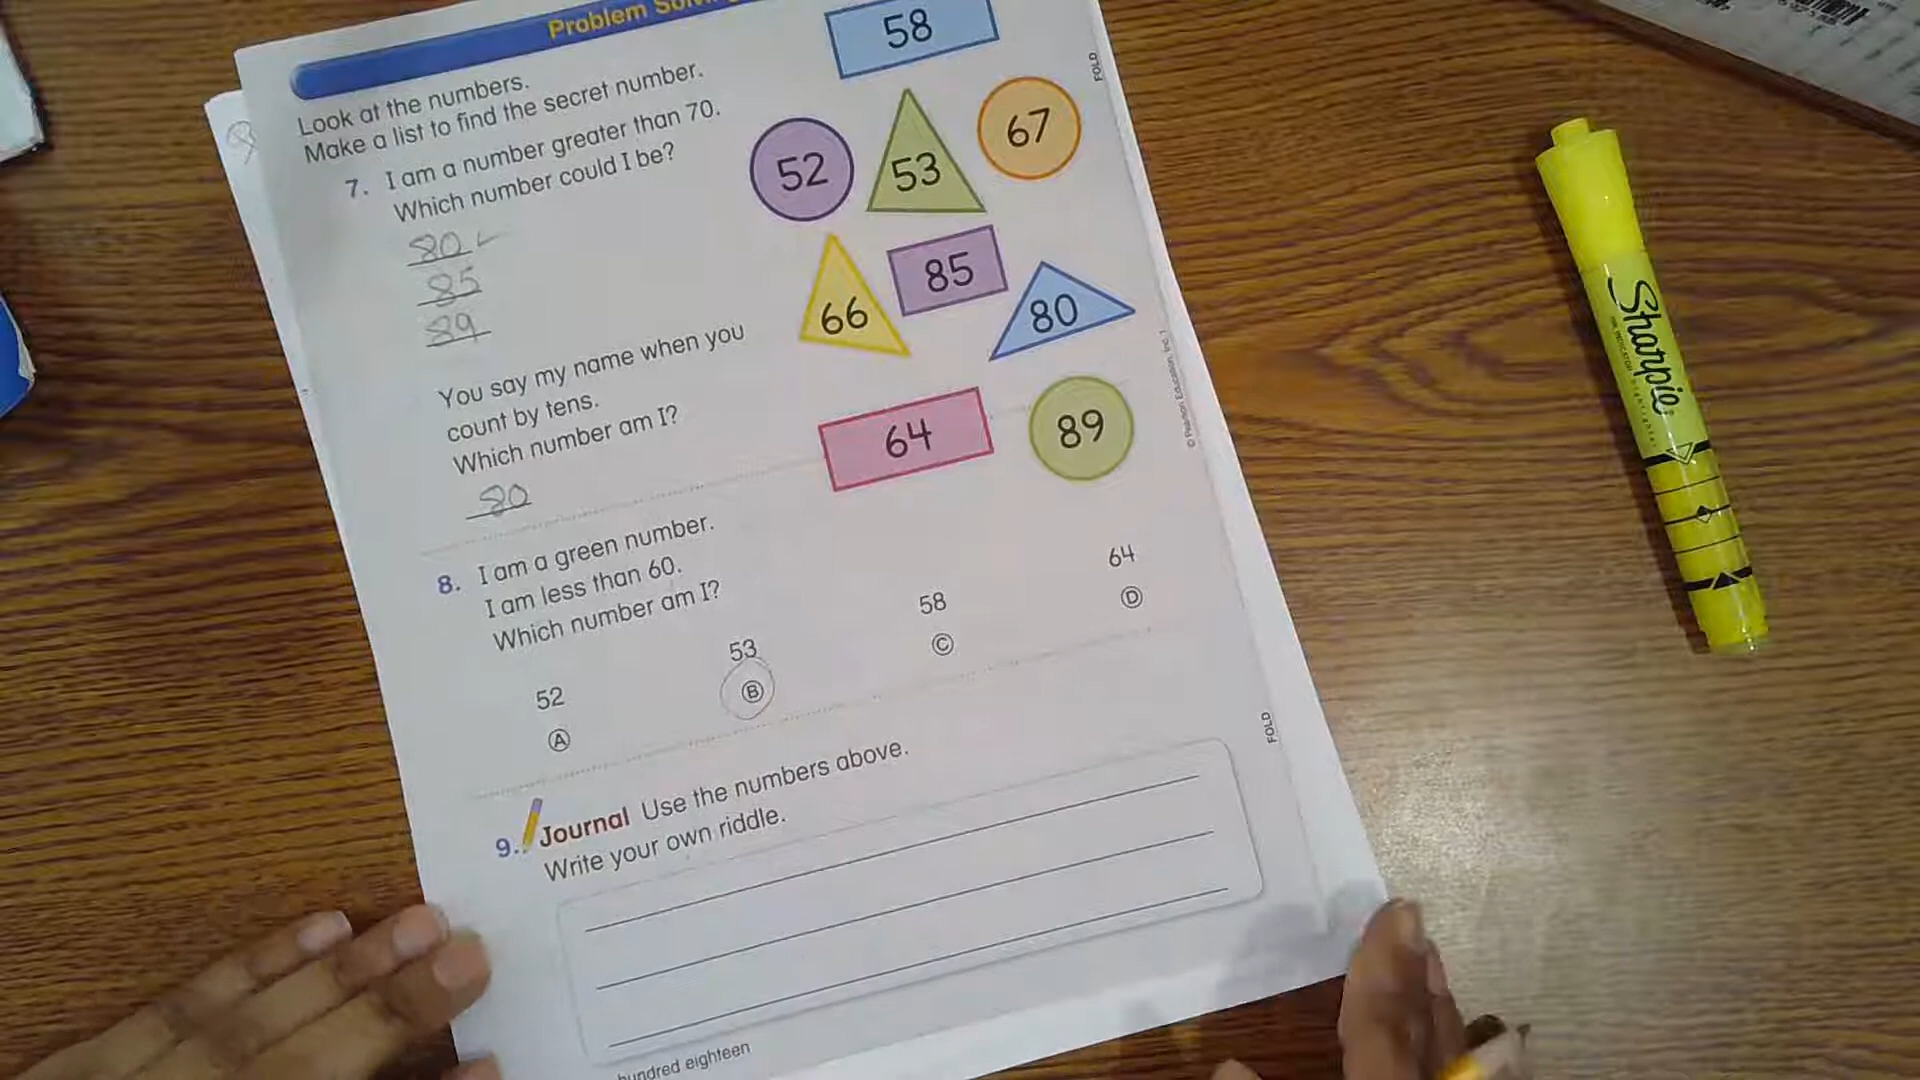 Problem
58
Look at the numbers.
Make a list to find the secret number.
7. I am a number greater than 70.
Which number could I be?
52
53
67
80
85
89
66
85
80
You say my name when you
count by tens.
Which number am I?
64
89
80
8. I am a green number.
I am less than 60.
Which number am I?
52
53
58
64
A
B
C
D
9. Journal Use the numbers above.
Write your own riddle.
hundred eighteen
FOLD
FOLD
© Pearson Education, Inc. 1
Sharpie